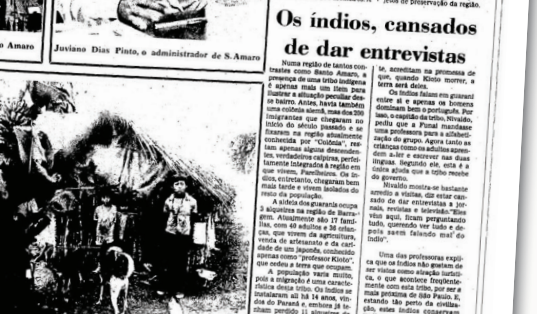 o Amaro
Juviano Dias Pinto, o administrador de S. Amaro
de preservação da região.
Os índios, cansados
de dar entrevistas
Numa região de tantos con-
trastes como Santo Amaro, a
presença de uma tribo indígena
é apenas mais um item para
ilustrar a situação peculiar des-
se bairro. Antes, havia também
uma colônia alemã, mas dos 200
imigrantes que chegaram no
início do século passado e se
fixaram na região atualmente
conhecida por "Colônia", res-
tam apenas alguns descenden-
tes, verdadeiros caipiras, perfei-
tamente integrados à região em
que vivem, Parelheiros. Os ín-
dios, entretanto, chegaram bem
mais tarde e vivem isolados do
resto da população.
A aldeia dos guaranis ocupa
3 alqueires na região de Barra-
gem. Atualmente são 17 famí-
lias, com 40 adultos e 36 crian-
ças, que vivem da agricultura,
venda de artesanato e da cari-
dade de um japonês, conhecido
apenas como "professor Kioto",
que cedeu a terra que ocupam.
A população varia muito,
pois a migração é uma caracte-
rística dessa tribo. Os índios se
instalaram ali há 14 anos, vin-
dos do Paraná e, embora já te-
nham perdido 11 alqueires
te, acreditam na promessa de
que, quando Kioto morrer, a
terra será deles.
Os índios falam em guarani
entre si e apenas os homens
dominam bem o português. Por
isso, o capitão da tribo, Nivaldo,
pediu que a Funai mandasse
uma professora para a alfabeti-
zação do grupo. Agora tanto as
crianças como os adultos apren-
dem a ler e escrever nas duas
línguas. Segundo ele, esta é a
única ajuda que a tribo recebe
do governo.
Nivaldo mostra-se bastante
arredio a visitas, diz estar can-
sado de dar entrevistas a jor-
nais, revistas e televisão. "Eles
vêm aqui, ficam perguntando
tudo, querendo ver tudo e de-
pois saem falando mal do
índio".
Uma das professoras expli-
ca que os índios não gostam de
ser vistos como atração turísti-
ca, o que acontece freqüente-
mente com esta tribo, por ser a
mais próxima de São Paulo. E,
estando tão perto da civiliza-
ção, estes índios conservam